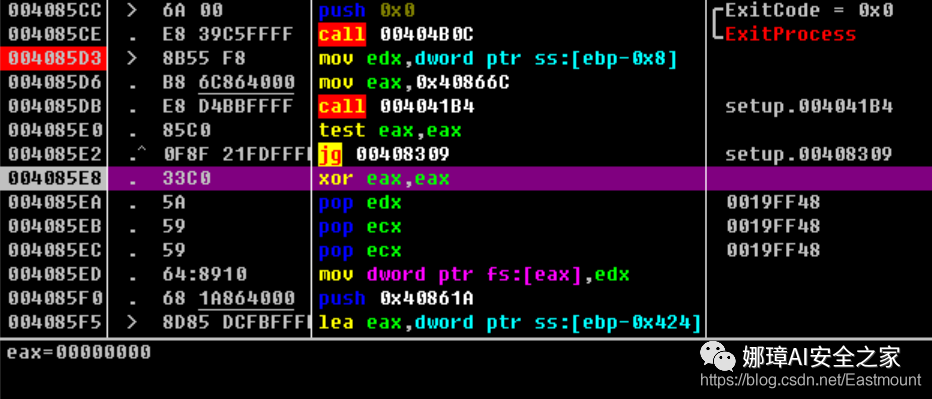 004085CC > 6A 00 push 0x0 ┌ExitCode = 0x0
004085CE . E8 39C5FFFF call 00404B0C └ExitProcess
004085D3 > 8B55 F8 mov edx,dword ptr ss:[ebp-0x8]
004085D6 . B8 6C864000 mov eax,0x40866C
004085DB . E8 D4BBFFFF call 004041B4 setup.004041B4
004085E0 . 85C0 test eax,eax
004085E2 .^ 0F8F 21FDFFF jg 00408309 setup.00408309
004085E8 . 33C0 xor eax,eax
004085EA . 5A pop edx 0019FF48
004085EB . 59 pop ecx 0019FF48
004085EC . 59 pop ecx 0019FF48
004085ED . 64:8910 mov dword ptr fs:[eax],edx
004085F0 . 68 1A864000 push 0x40861A
004085F5 > 8D85 DCFBFFF lea eax,dword ptr ss:[ebp-0x424]
eax=00000000
娜璋AI安全之家
https://blog.csdn.net/Eastmount